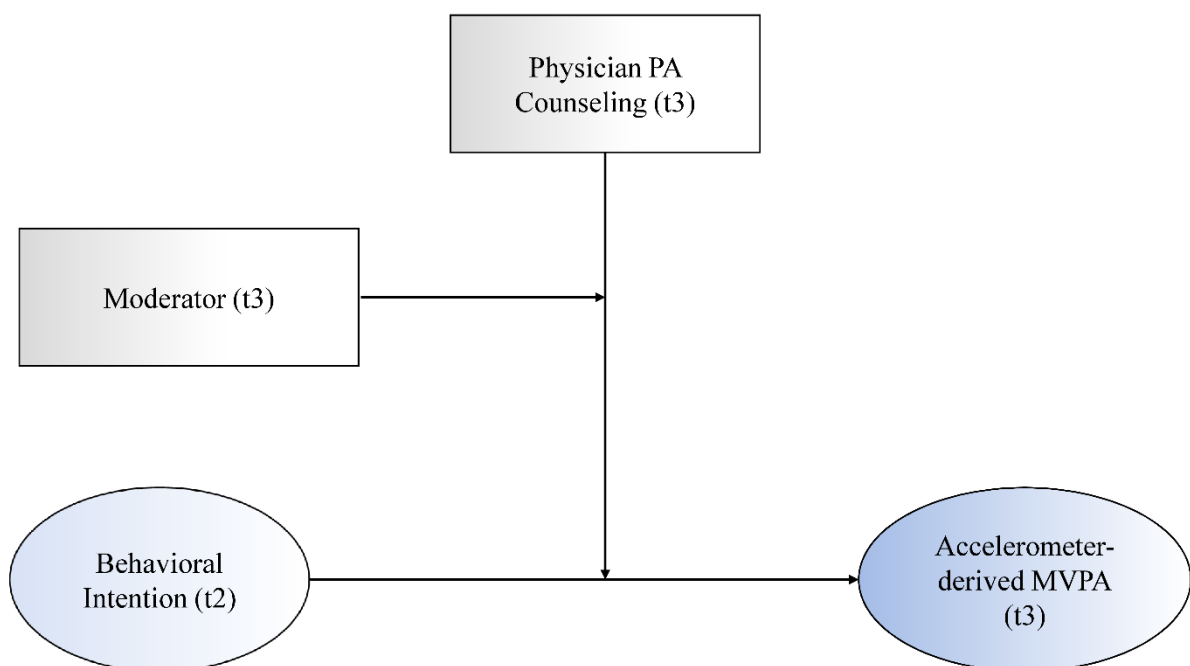 Physician PA
Counseling (t3)
Moderator (t3)
Behavioral
Intention (t2)
Accelerometer-
derived MVPA
(t3)